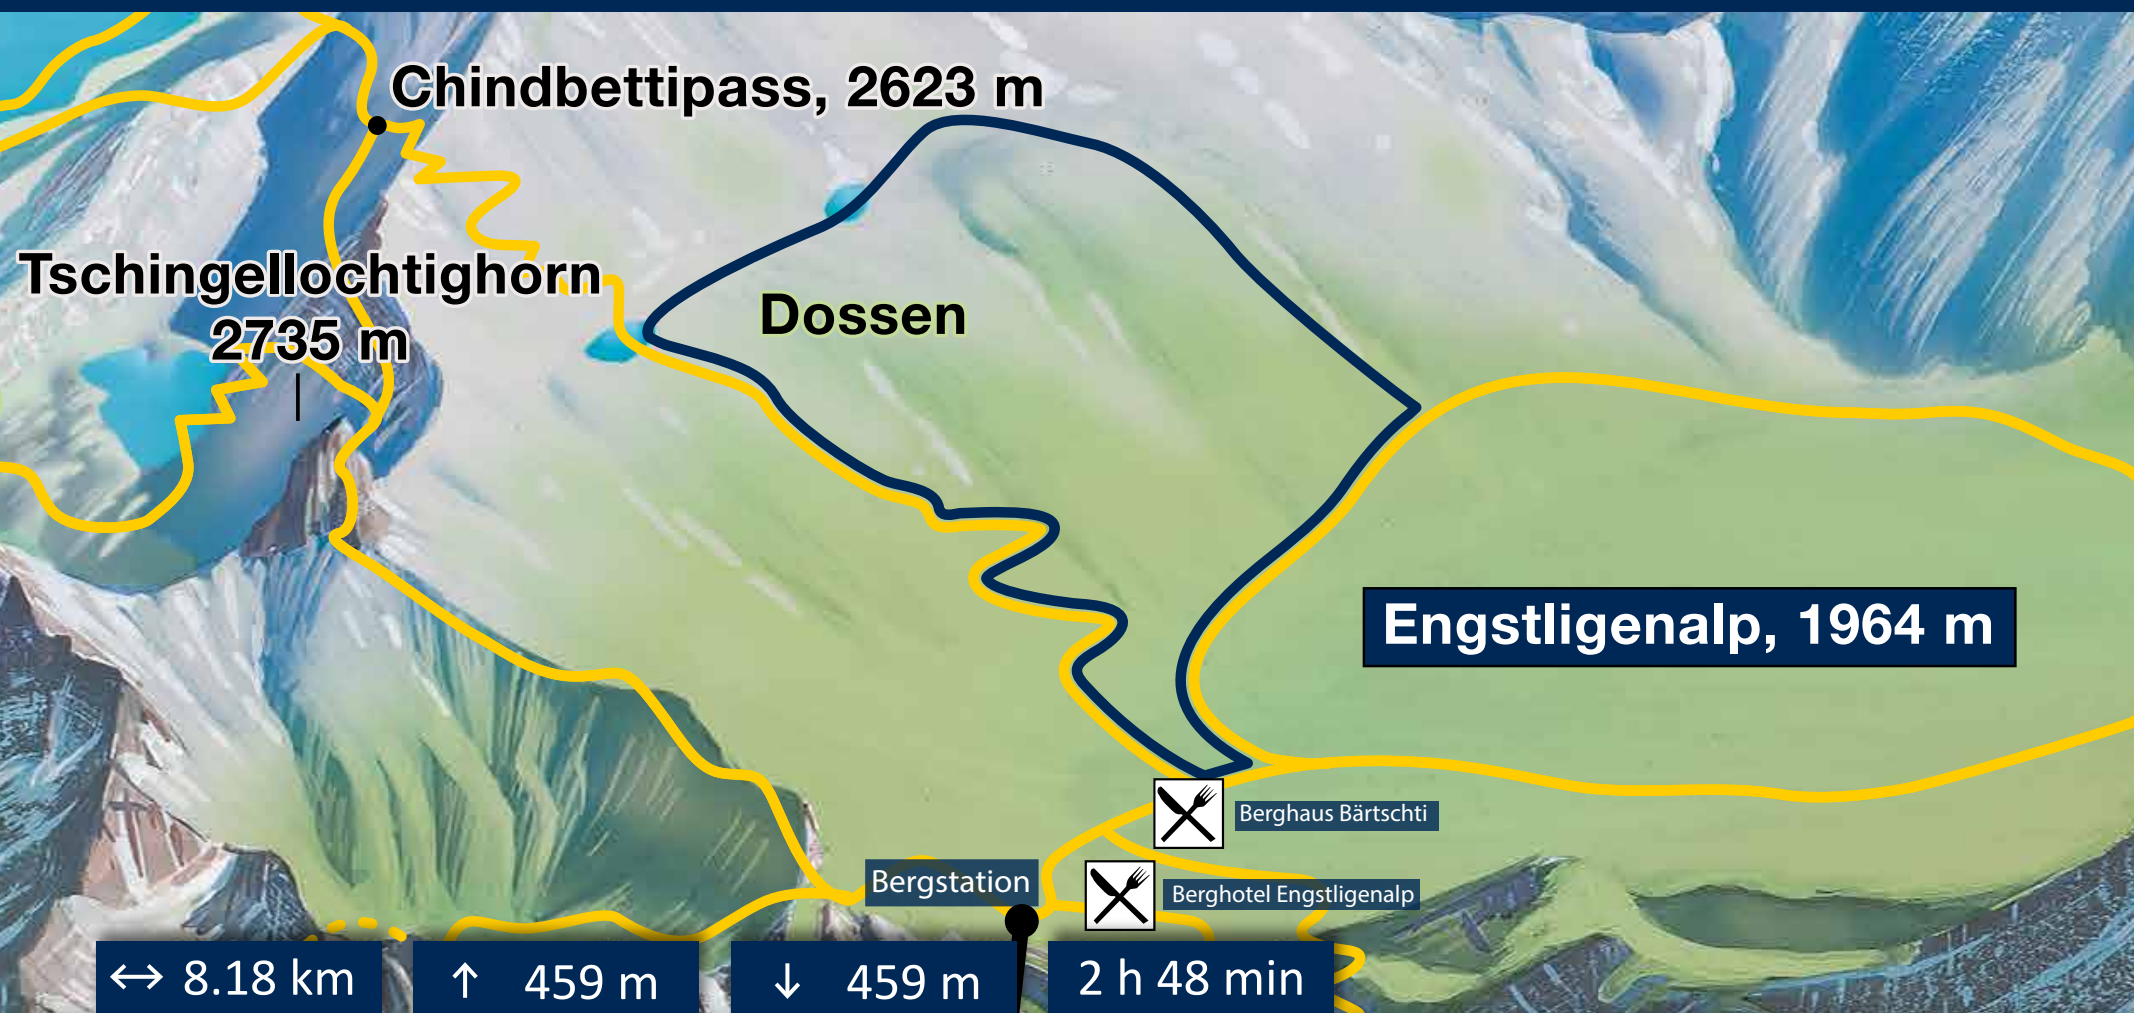 Chindbettipass, 2623 m
Tschingellochtighorn
2735 m
Dossen
Engstligenalp, 1964 m
Berghaus Bärtschti
Bergstation
Berghotel Engstligenalp
↔ 8.18 km
↑ 459 m
↓ 459 m
2 h 48 min